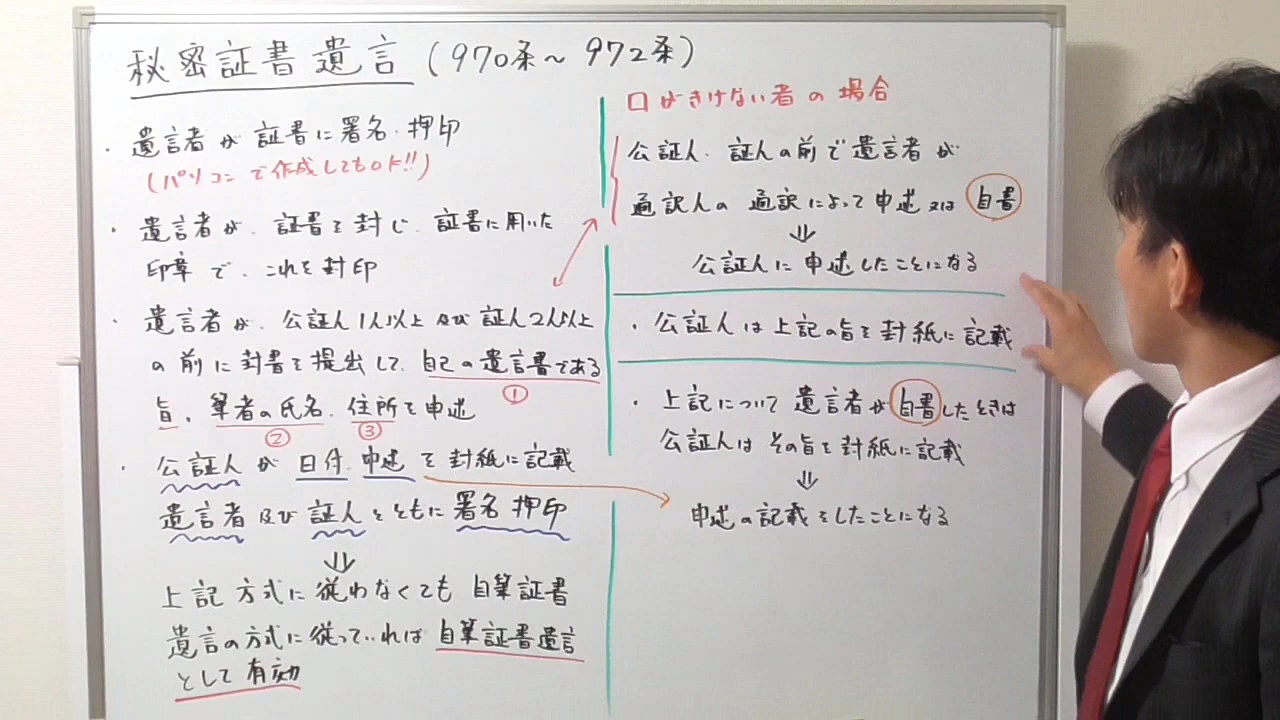 秘密証書遺言 (970条～972条)
・遺言者が証書に署名・押印
(パソコンで作成してもOK!!)
・遺言者が、証書を封じ、証書に用いた
印章で、これを封印
・遺言者が、公証人1人以上及び証人2人以上
の前に封書を提出して、自己の遺言書である
旨、筆者の氏名、住所を申述
① ② ③
・公証人が日付、申述を封紙に記載
遺言者及び証人とともに署名押印
⇓
上記方式に従わなくても自筆証書
遺言の方式に従っていれば自筆証書遺言
として有効
口がきけない者の場合
公証人、証人の前で遺言者が
通訳人の通訳によって申述又は自書
⇓
公証人に申述したことになる
・公証人は上記の旨を封紙に記載
・上記について遺言者が自書したときは
公証人はその旨を封紙に記載
⇓
申述の記載をしたことになる